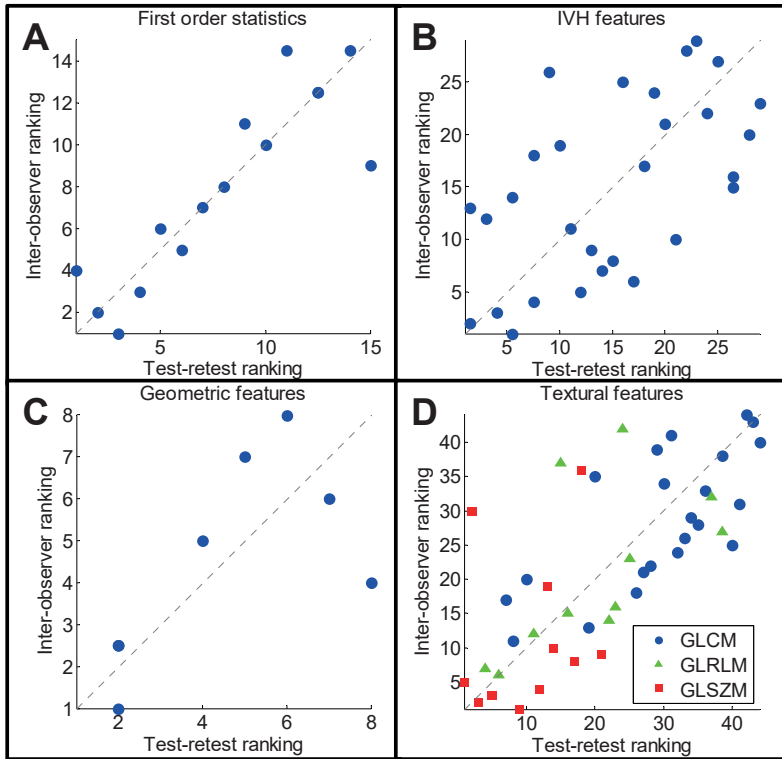 A
First order statistics
Inter-observer ranking
14
12
10
8
6
4
2
5
10
15
Test-retest ranking
B
IVH features
Inter-observer ranking
25
20
15
10
5
5
10
15
20
25
Test-retest ranking
C
Geometric features
Inter-observer ranking
8
7
6
5
4
3
2
1
2
4
6
8
Test-retest ranking
D
Textural features
Inter-observer ranking
40
35
30
25
20
15
10
5
10
20
30
40
Test-retest ranking
GLCM
GLRLM
GLSZM